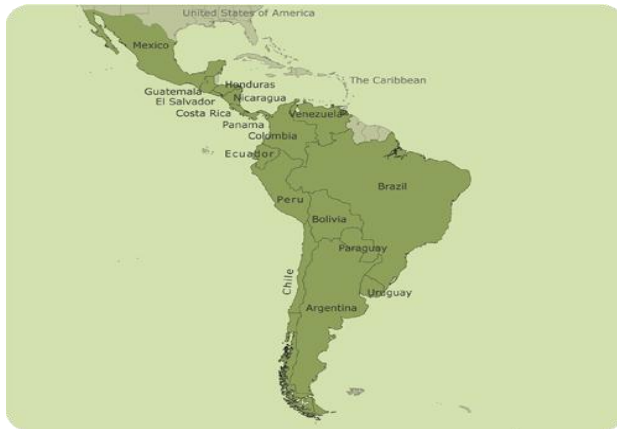 United States of America
Mexico
The Caribbean
Honduras
Guatemala
Nicaragua
El Salvador
Costa Rica
Venezuela
Panama
Colombia
Ecuador
Brazil
Peru
Bolivia
Paraguay
Chile
Uruguay
Argentina